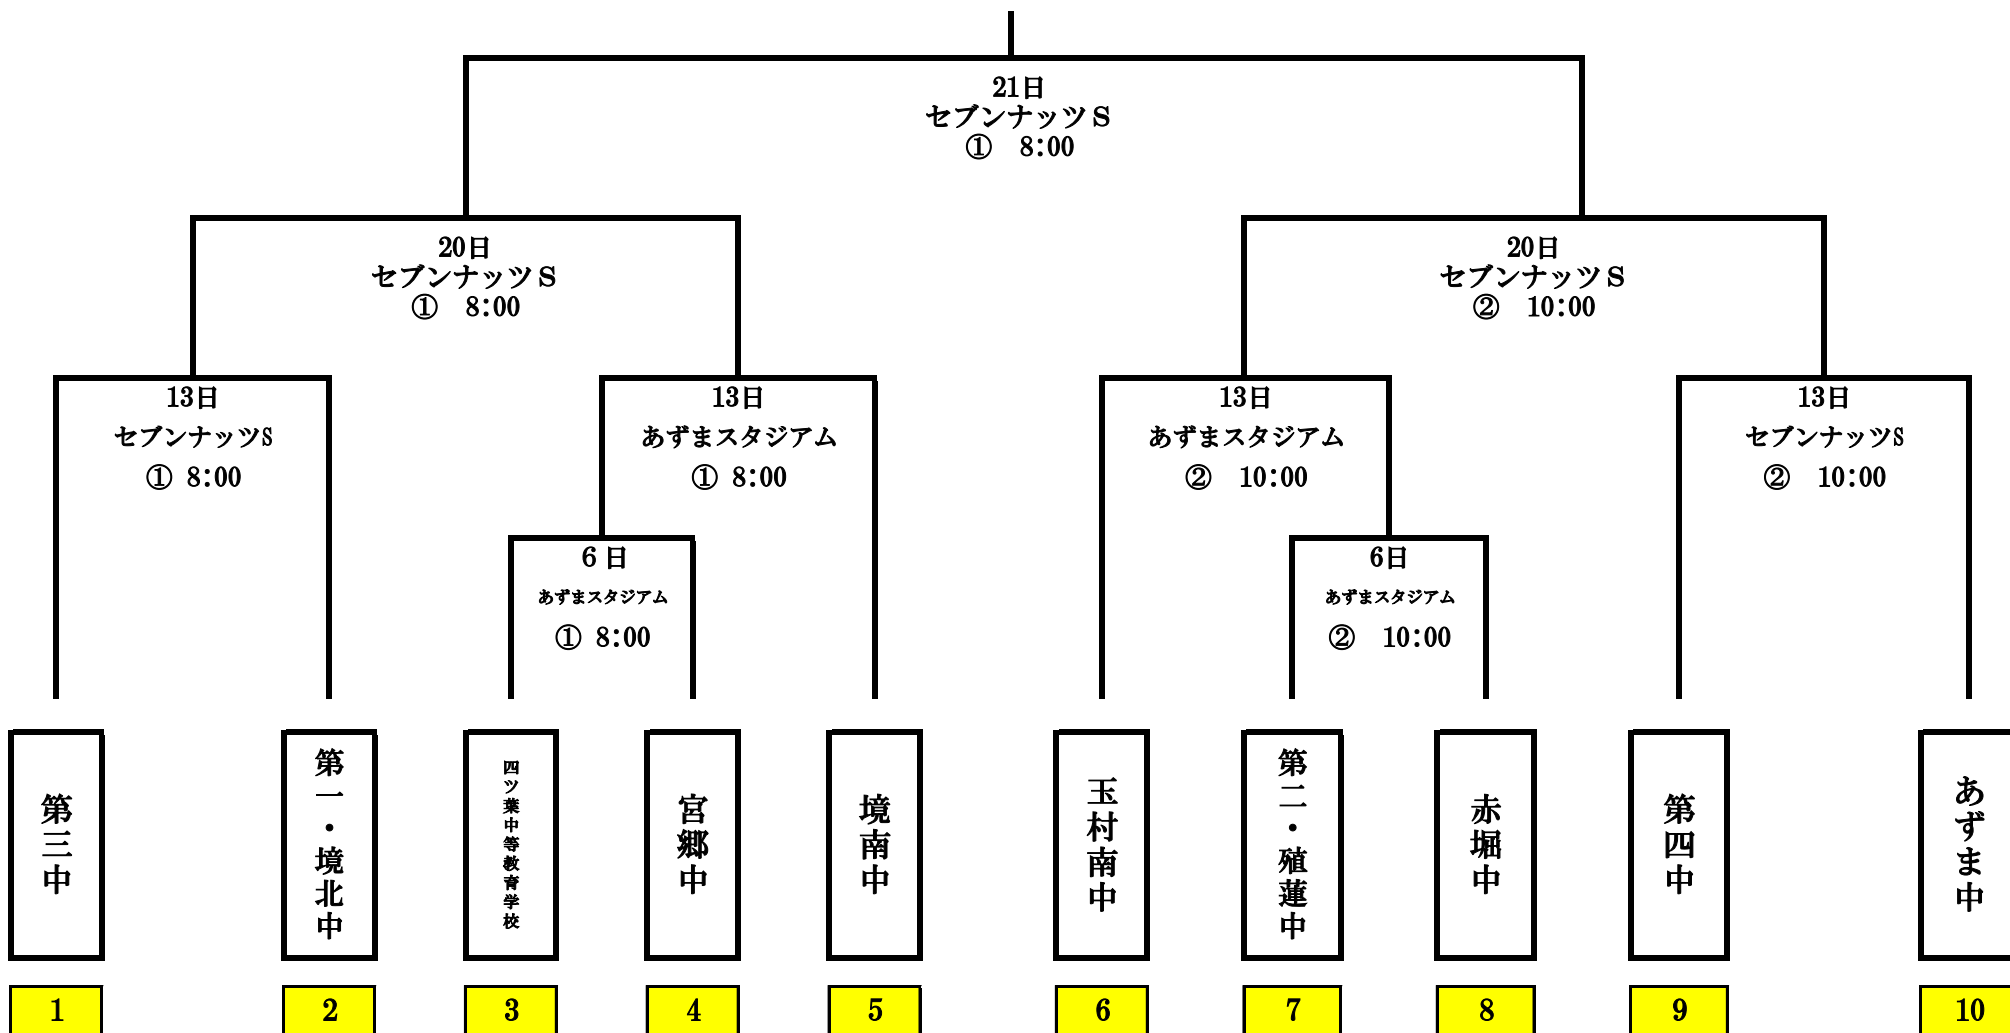 21日
セブンナッツＳ
①　8:00
20日
セブンナッツＳ
①　8:00
20日
セブンナッツＳ
②　10:00
13日
セブンナッツS
① 8:00
13日
あずまスタジアム
① 8:00
13日
あずまスタジアム
②　10:00
13日
セブンナッツS
②　10:00
６日
あずまスタジアム
① 8:00
6日
あずまスタジアム
②　10:00
第三中
第一・境北中
四ツ葉中等教育学校
宮郷中
境南中
玉村南中
第二・殖蓮中
赤堀中
第四中
あずま中
1
2
3
4
5
6
7
8
9
10